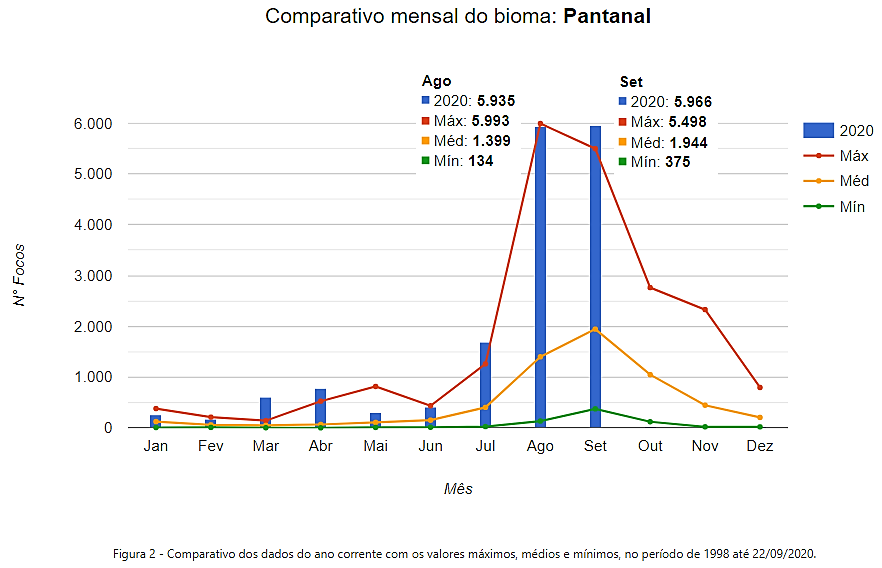 Comparativo mensal do bioma: Pantanal
Ago
2020: 5.935
Máx: 5.993
Méd: 1.399
Mín: 134
Set
2020: 5.966
Máx: 5.498
Méd: 1.944
Mín: 375
2020
Máx
Méd
Mín
N° Focos
6.000
5.000
4.000
3.000
2.000
1.000
0
Jan Fev Mar Abr Mai Jun Jul Ago Set Out Nov Dez
Mês
Figura 2 - Comparativo dos dados do ano corrente com os valores máximos, médios e mínimos, no período de 1998 até 22/09/2020.